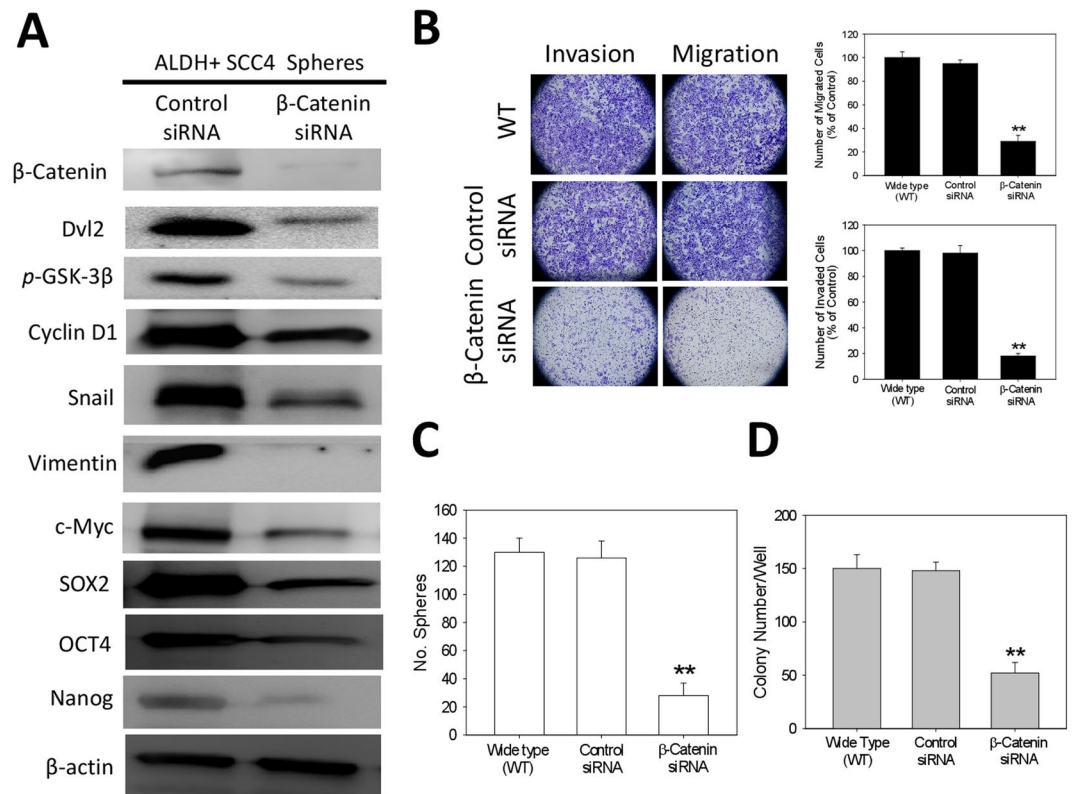 A
ALDH+ SCC4 Spheres
Control
siRNA
β-Catenin
siRNA
β-Catenin
Dvl2
p-GSK-3β
Cyclin D1
Snail
Vimentin
c-Myc
SOX2
OCT4
Nanog
β-actin
B
Invasion
Migration
WT
Control
siRNA
β-Catenin
siRNA
Number of Migrated Cells
(% of Control)
120
100
80
60
40
20
0
**
Wide type
(WT)
Control
siRNA
β-Catenin
siRNA
Number of Invaded Cells
(% of Control)
120
100
80
60
40
20
0
**
Wide type
(WT)
Control
siRNA
β-Catenin
siRNA
C
No. Spheres
160
140
120
100
80
60
40
20
0
**
Wide type
(WT)
Control
siRNA
β-Catenin
siRNA
D
Colony Number/Well
200
150
100
50
0
**
Wide Type
(WT)
Control
siRNA
β-Catenin
siRNA